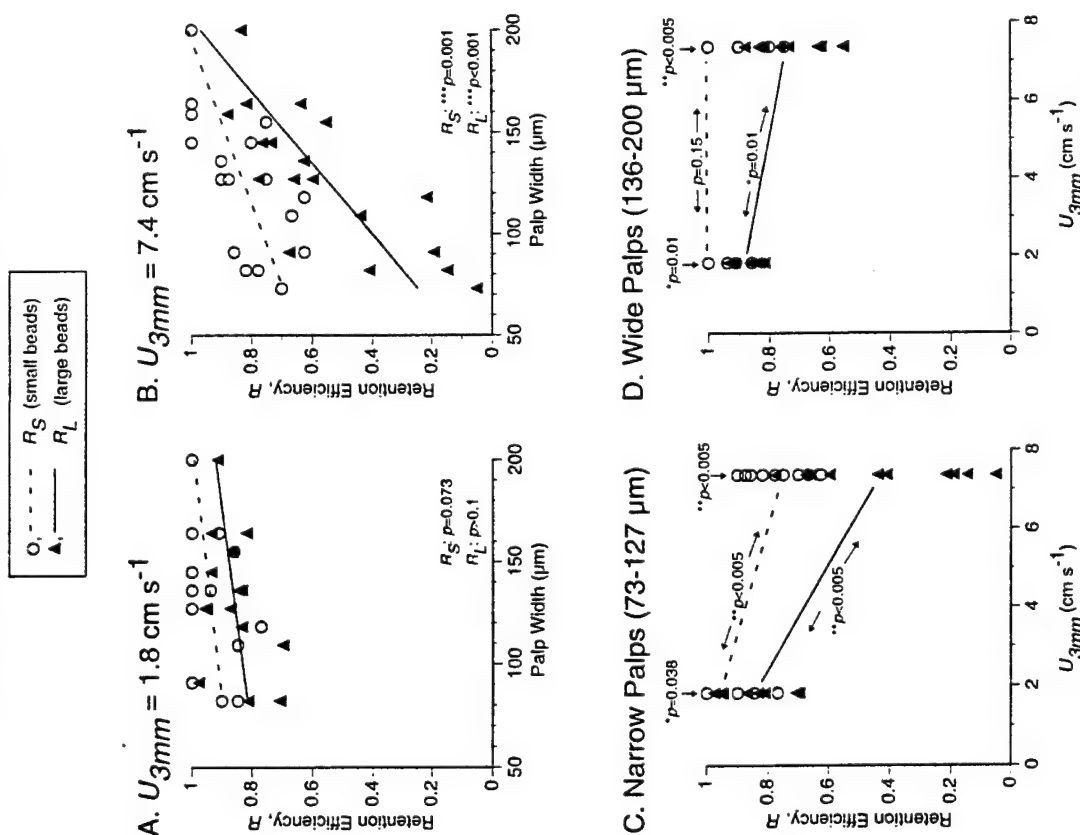 O, - - - - R_S (small beads)
▲, ——— R_L (large beads)
A. U_3mm = 1.8 cm s^-1
Retention Efficiency, R
1
0.8
0.6
0.4
0.2
0
50
100
150
200
Palp Width (µm)
R_S: p=0.073
R_L: p>0.1
B. U_3mm = 7.4 cm s^-1
Retention Efficiency, R
1
0.8
0.6
0.4
0.2
0
50
100
150
200
Palp Width (µm)
R_S: ***p=0.001
R_L: ***p<0.001
C. Narrow Palps (73-127 µm)
Retention Efficiency, R
1
0.8
0.6
0.4
0.2
0
*p=0.038
**p<0.005
**p<0.005
**p<0.005
0
2
4
6
8
U_3mm (cm s^-1)
D. Wide Palps (136-200 µm)
Retention Efficiency, R
1
0.8
0.6
0.4
0.2
0
*p=0.01
p=0.15
*p=0.01
**p<0.005
0
2
4
6
8
U_3mm (cm s^-1)